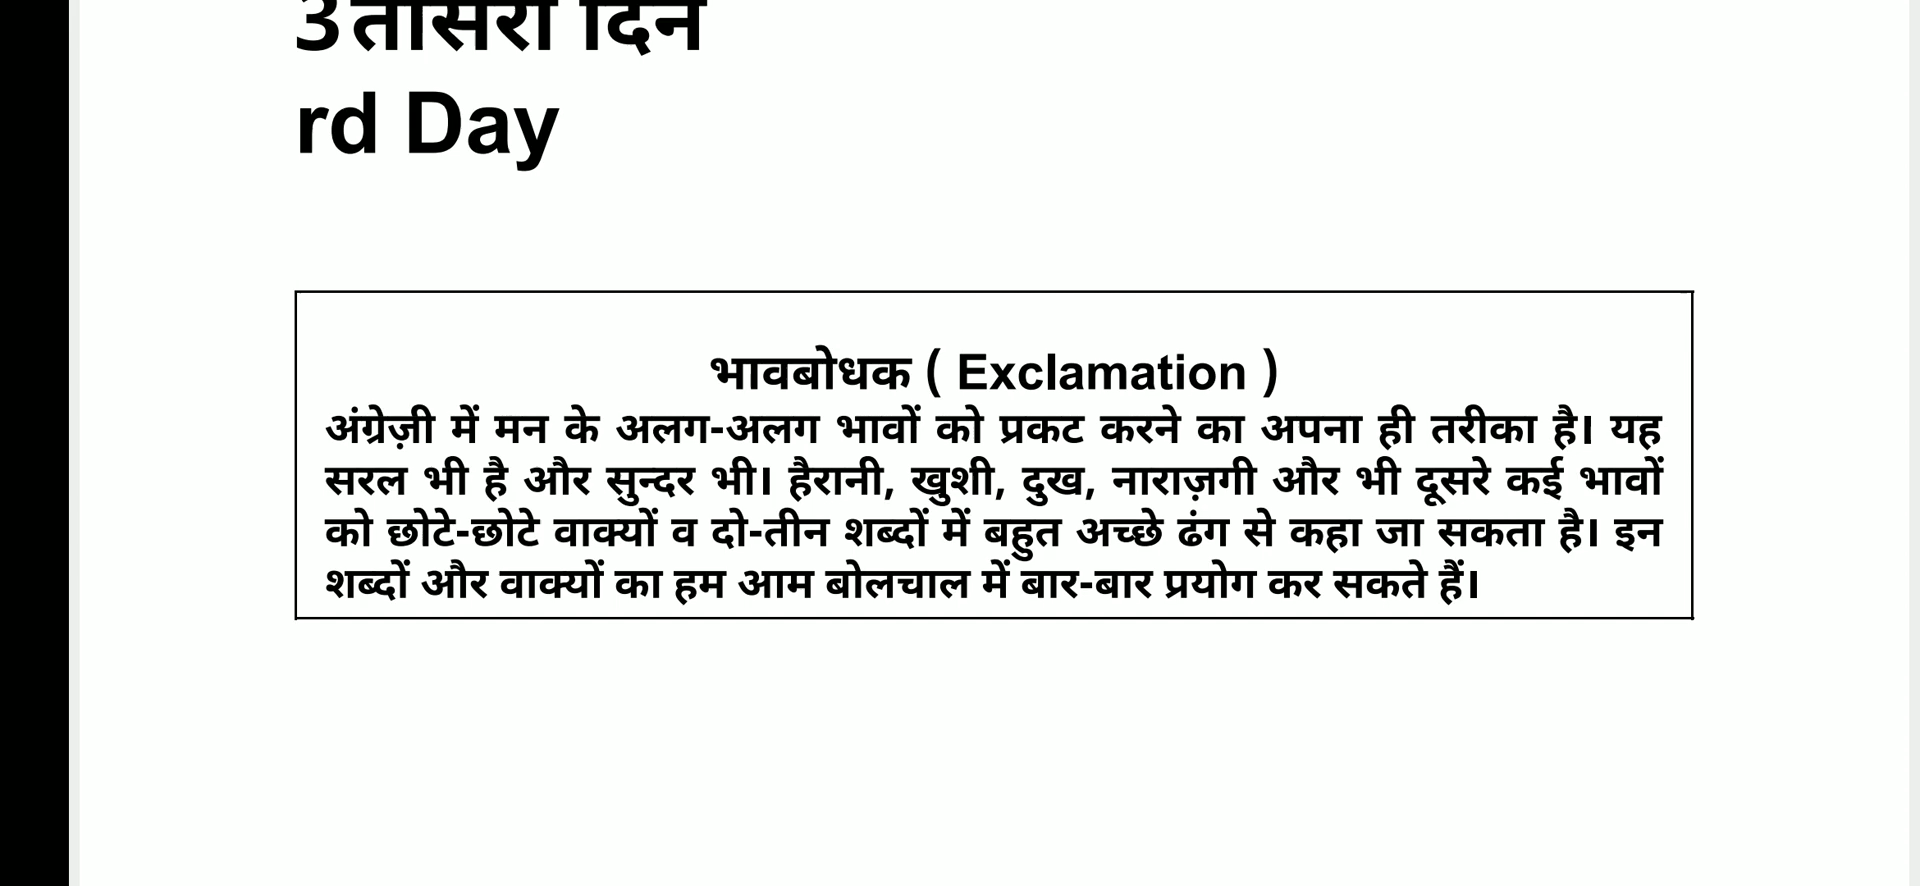 3तीसरा दिन
rd Day
भावबोधक ( Exclamation )
अंग्रेज़ी में मन के अलग-अलग भावों को प्रकट करने का अपना ही तरीका है। यह
सरल भी है और सुन्दर भी। हैरानी, खुशी, दुख, नाराज़गी और भी दूसरे कई भावों
को छोटे-छोटे वाक्यों व दो-तीन शब्दों में बहुत अच्छे ढंग से कहा जा सकता है। इन
शब्दों और वाक्यों का हम आम बोलचाल में बार-बार प्रयोग कर सकते हैं।